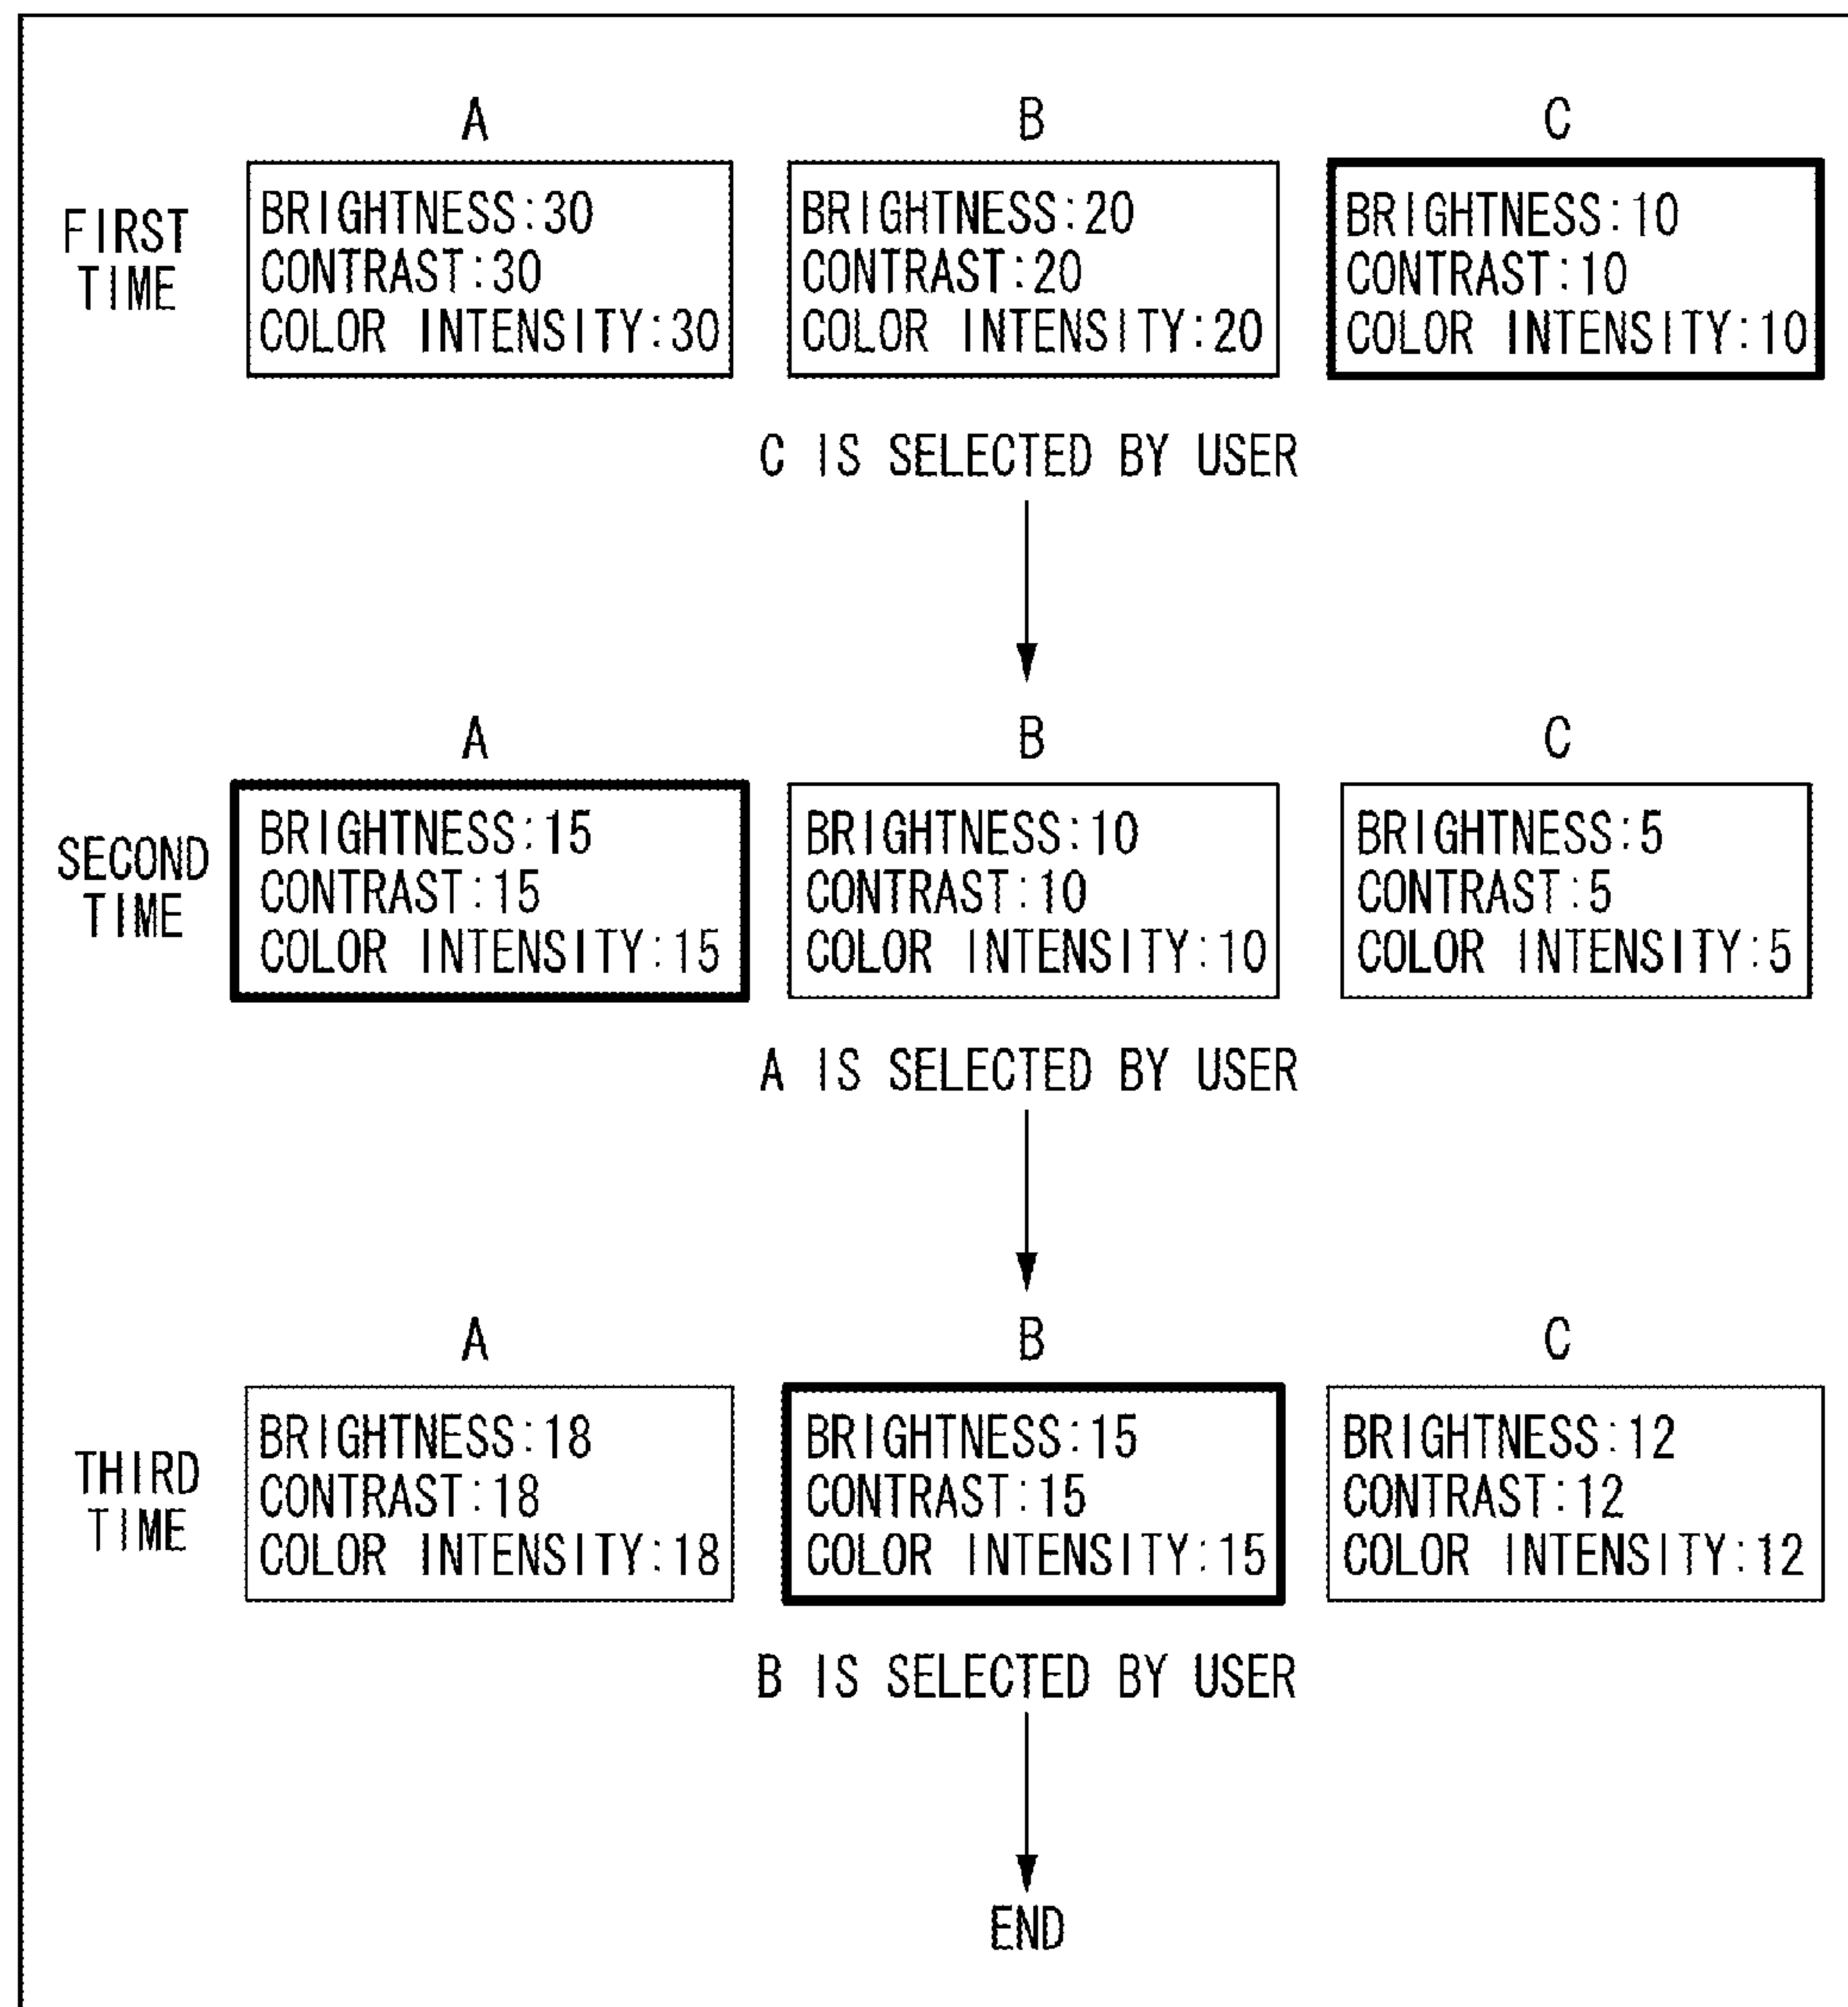 A B C
FIRST TIME
BRIGHTNESS:30
CONTRAST:30
COLOR INTENSITY:30
BRIGHTNESS:20
CONTRAST:20
COLOR INTENSITY:20
BRIGHTNESS:10
CONTRAST:10
COLOR INTENSITY:10
C IS SELECTED BY USER
A B C
SECOND TIME
BRIGHTNESS:15
CONTRAST:15
COLOR INTENSITY:15
BRIGHTNESS:10
CONTRAST:10
COLOR INTENSITY:10
BRIGHTNESS:5
CONTRAST:5
COLOR INTENSITY:5
A IS SELECTED BY USER
A B C
THIRD TIME
BRIGHTNESS:18
CONTRAST:18
COLOR INTENSITY:18
BRIGHTNESS:15
CONTRAST:15
COLOR INTENSITY:15
BRIGHTNESS:12
CONTRAST:12
COLOR INTENSITY:12
B IS SELECTED BY USER
END